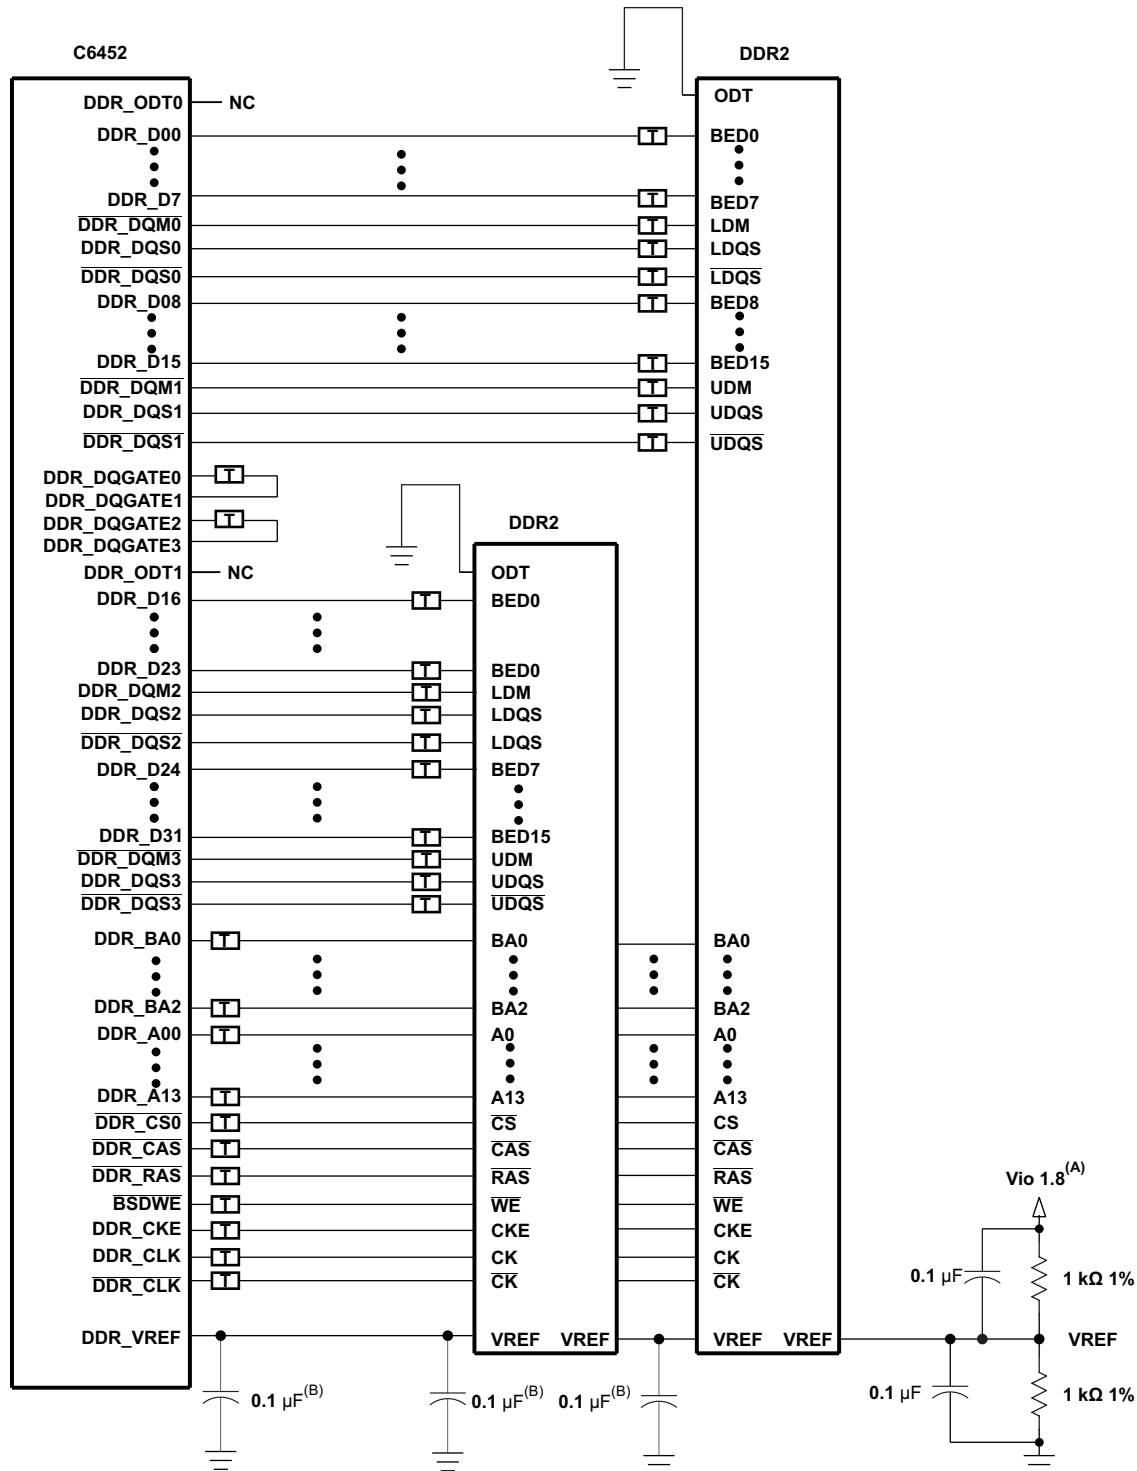 C6452
DDR2
DDR_ODT0 NC ODT
DDR_D00 T BED0
DDR_D7 T BED7
DDR_DQM0 T LDM
DDR_DQS0 T LDQS
DDR_DQS0 T LDQS
DDR_D08 T BED8
DDR_D15 T BED15
DDR_DQM1 T UDM
DDR_DQS1 T UDQS
DDR_DQS1 T UDQS
DDR_DQGATE0 T
DDR_DQGATE1
DDR_DQGATE2 T
DDR_DQGATE3
DDR2
DDR_ODT1 NC ODT
DDR_D16 T BED0
DDR_D23 T BED0
DDR_DQM2 T LDM
DDR_DQS2 T LDQS
DDR_DQS2 T LDQS
DDR_D24 T BED7
DDR_D31 T BED15
DDR_DQM3 T UDM
DDR_DQS3 T UDQS
DDR_DQS3 T UDQS
DDR_BA0 T BA0 BA0
DDR_BA2 T BA2 BA2
DDR_A00 T A0 A0
DDR_A13 T A13 A13
DDR_CS0 T CS CS
DDR_CAS T CAS CAS
DDR_RAS T RAS RAS
BSDWE T WE WE
DDR_CKE T CKE CKE
DDR_CLK T CK CK
DDR_CLK T CK CK
DDR_VREF VREF VREF VREF VREF
Vio 1.8(A)
0.1 µF 1 kΩ 1%
VREF
0.1 µF 1 kΩ 1%
0.1 µF(B) 0.1 µF(B) 0.1 µF(B)